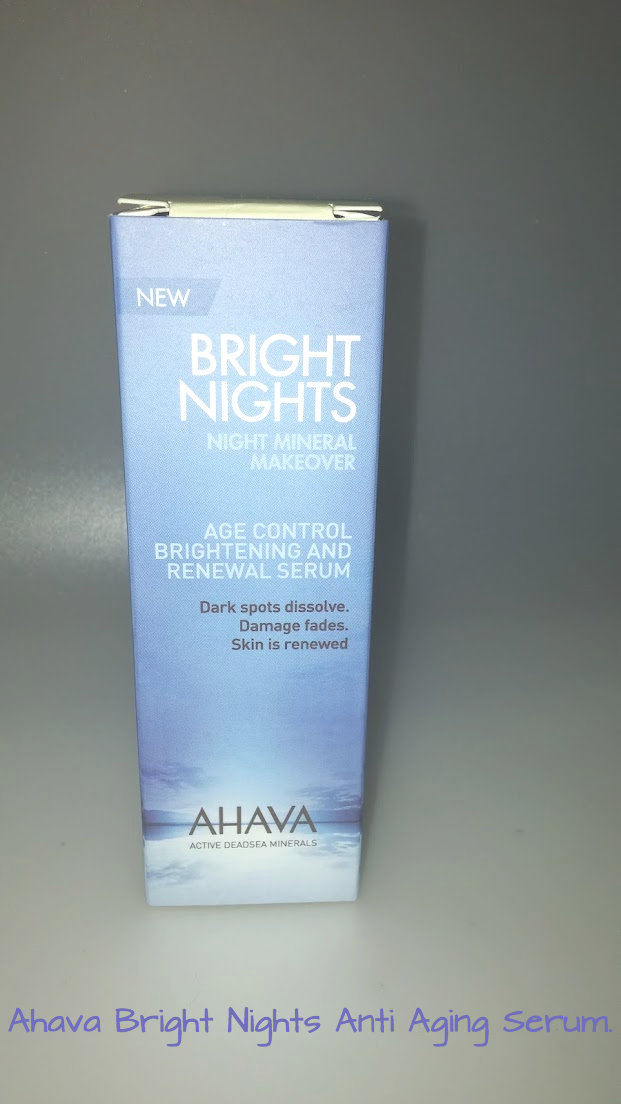 NEW
BRIGHT
NIGHTS
NIGHT MINERAL
MAKEOVER
AGE CONTROL
BRIGHTENING AND
RENEWAL SERUM
Dark spots dissolve.
Damage fades.
Skin is renewed
AHAVA
ACTIVE DEADSEA MINERALS
Ahava Bright Nights Anti Aging Serum.